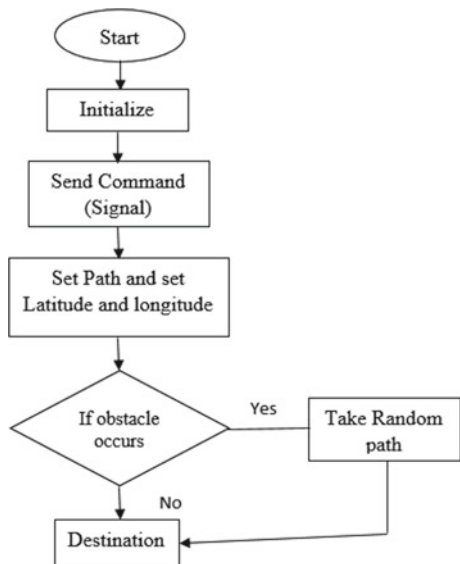 Start
Initialize
Send Command
(Signal)
Set Path and set
Latitude and longitude
If obstacle
occurs
Yes
Take Random
path
No
Destination